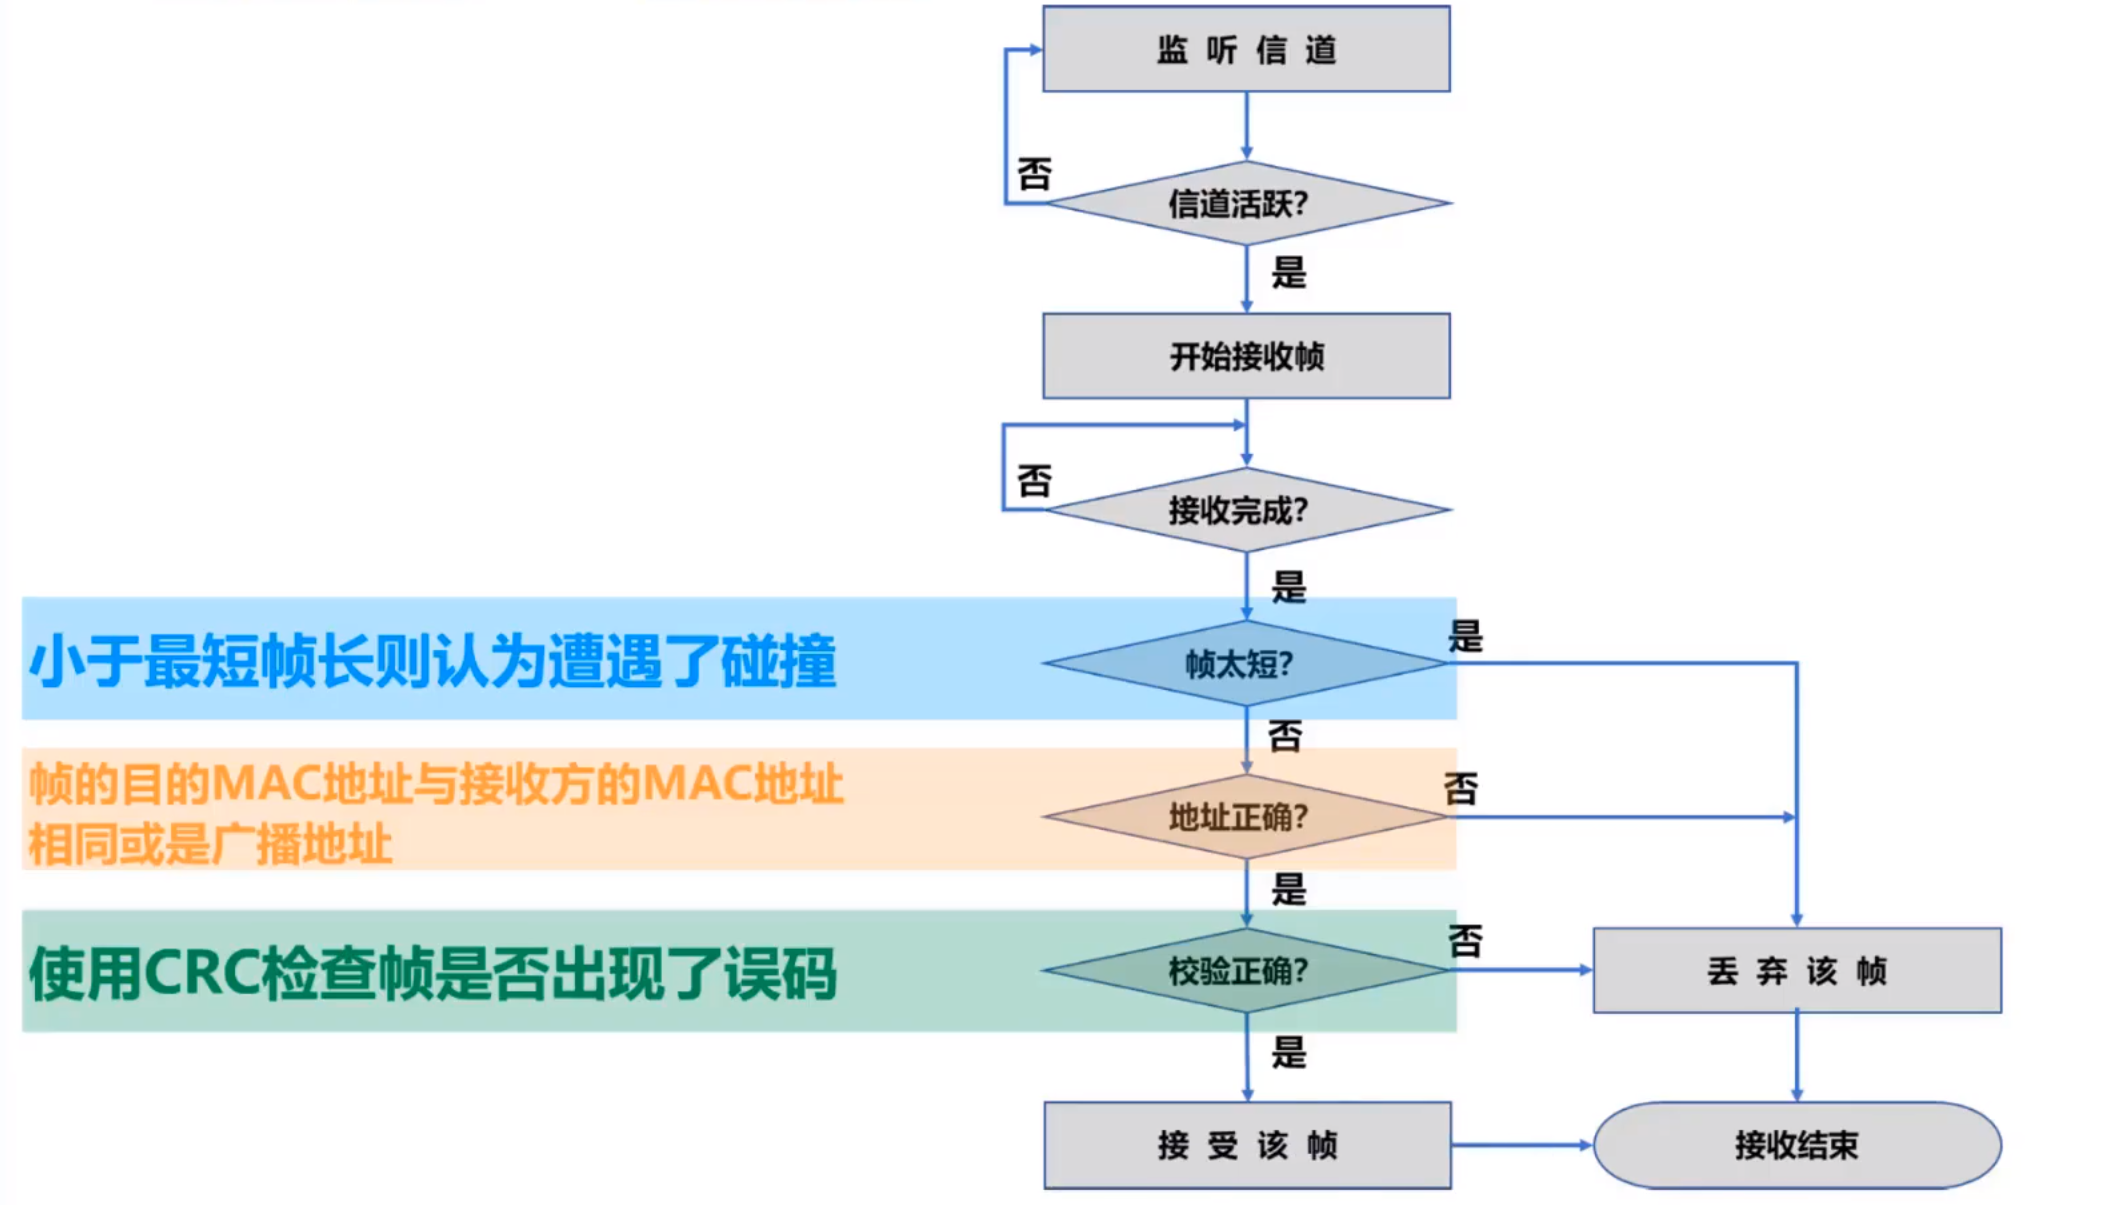 监听信道
否
信道活跃?
是
开始接收帧
否
接收完成?
是
小于最短帧长则认为遭遇了碰撞
帧太短?
是
否
帧的目的MAC地址与接收方的MAC地址
相同或是广播地址
地址正确?
否
是
使用CRC检查帧是否出现了误码
校验正确?
否
丢弃该帧
是
接受该帧
接收结束